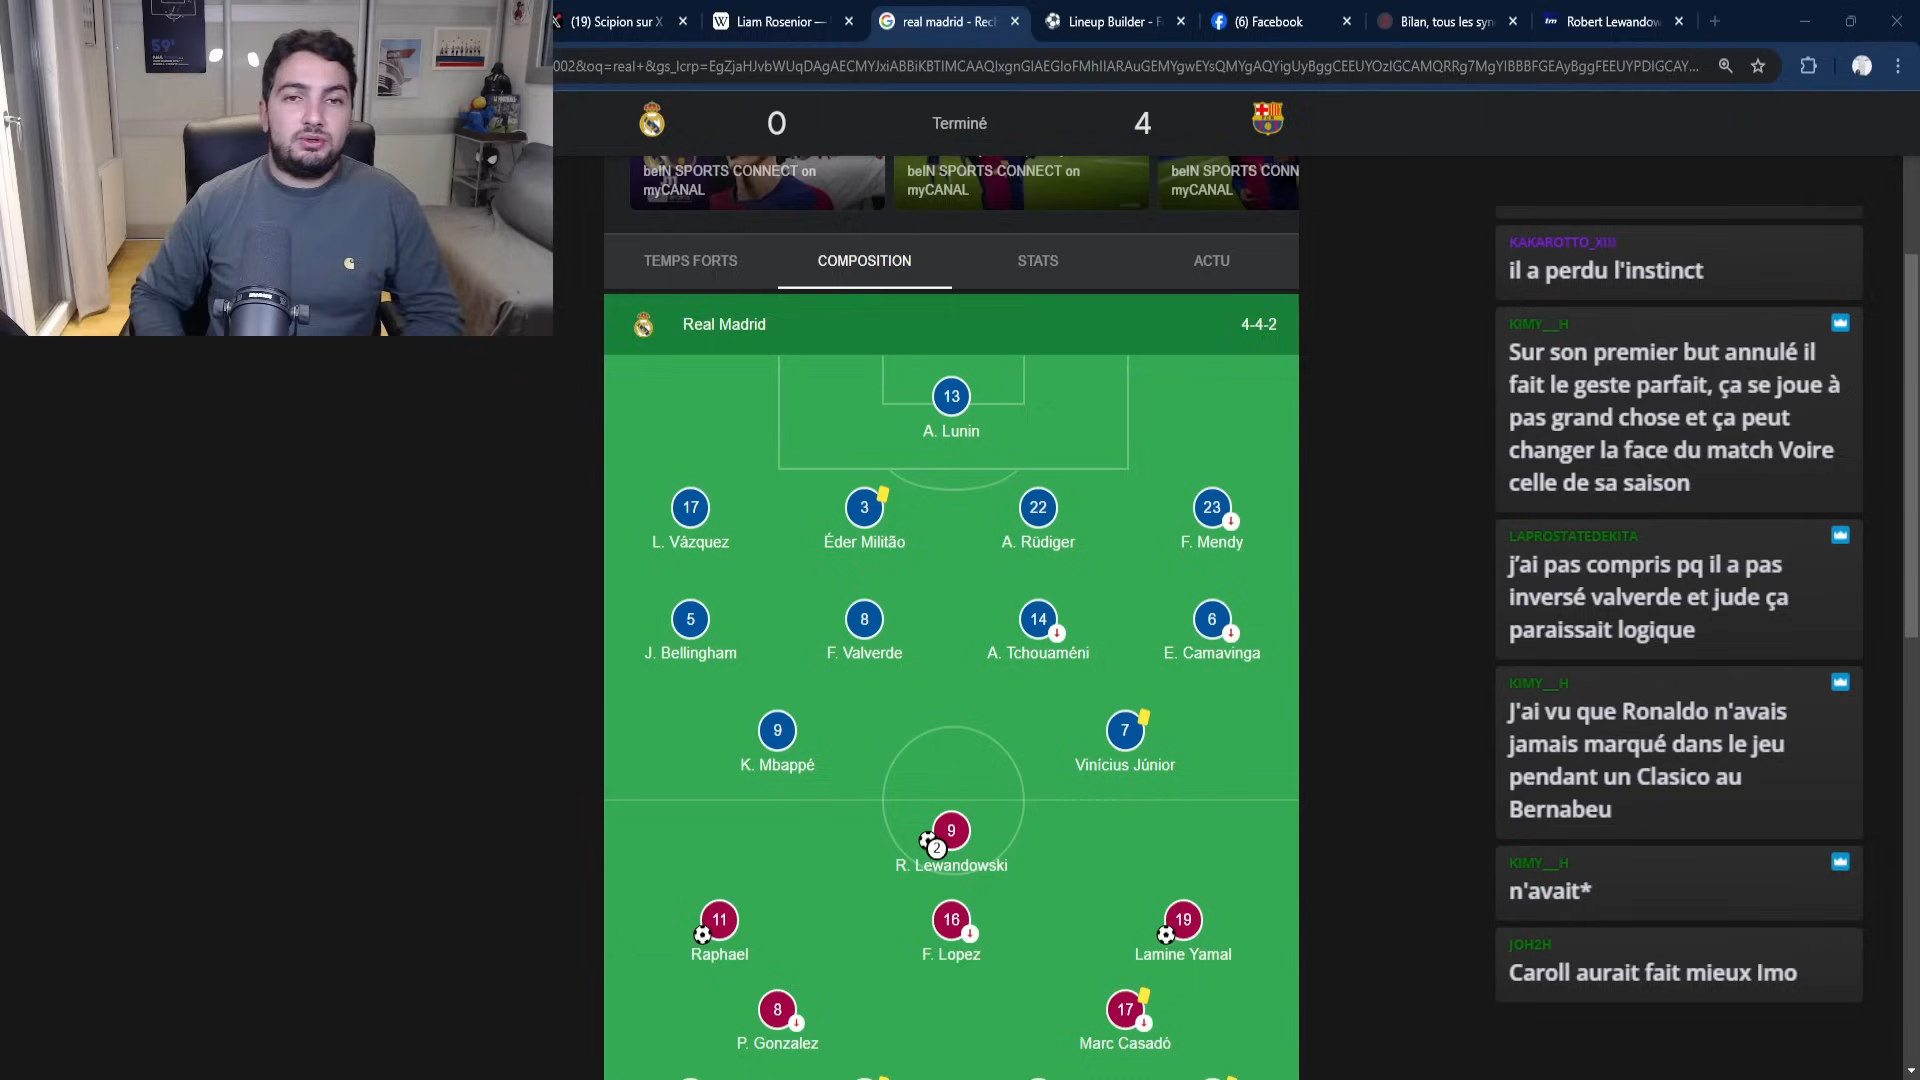 (19) Scipion sur X
Liam Rosenior —
real madrid - Rech
Lineup Builder - F
(6) Facebook
Bilan, tous les syn
Robert Lewandow
002&oq=real+&gs_lcrp=EgZjaHJvbWUqDAgAECMYJxiABBiKBTIMCAAQIxgnGIAEGIoFMhIIARAuGEMYgwEYsQMYgAQYigUyBggCEEUYOzIGCAMQRRg7MgYIBBBFGEAyBggFEEUYPDIGCAY...
0 Terminé 4
beIN SPORTS CONNECT on
myCANAL
beIN SPORTS CONNECT on
myCANAL
beIN SPORTS CONN
myCANAL
TEMPS FORTS
COMPOSITION
STATS
ACTU
Real Madrid
4-4-2
13
A. Lunin
17
L. Vázquez
3
Éder Militão
22
A. Rüdiger
23
F. Mendy
5
J. Bellingham
8
F. Valverde
14
A. Tchouaméni
6
E. Camavinga
9
K. Mbappé
7
Vinícius Júnior
9
2
R. Lewandowski
11
Raphael
16
F. Lopez
19
Lamine Yamal
8
P. Gonzalez
17
Marc Casadó
KAKAROTTO_XIII
il a perdu l'instinct
KIMY__H
Sur son premier but annulé il
fait le geste parfait, ça se joue à
pas grand chose et ça peut
changer la face du match Voire
celle de sa saison
LAPROSTATEDEKITA
j'ai pas compris pq il a pas
inversé valverde et jude ça
paraissait logique
KIMY__H
J'ai vu que Ronaldo n'avais
jamais marqué dans le jeu
pendant un Clasico au
Bernabeu
KIMY__H
n'avait*
JOH2H
Caroll aurait fait mieux Imo
59'